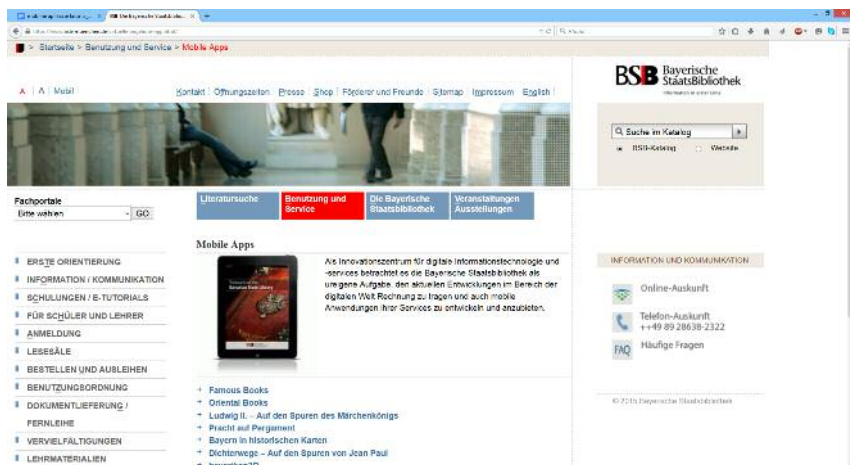 Startseite > Benutzung und Service > Mobile Apps
A | A | Mobil
Kontakt | Öffnungszeiten | Presse | Shop | Förderer und Freunde | Sitemap | Impressum | English
BSB Bayerische
StaatsBibliothek
Information in erster Linie
Suche im Katalog
BSB-Katalog Website
Fachportale
Bitte wählen GO
Literatursuche
Benutzung und Service
Die Bayerische Staatsbibliothek
Veranstaltungen Ausstellungen
ERSTE ORIENTIERUNG
INFORMATION / KOMMUNIKATION
SCHULUNGEN / E-TUTORIALS
FÜR SCHÜLER UND LEHRER
ANMELDUNG
LESESÄLE
BESTELLEN UND AUSLEIHEN
BENUTZUNGSORDNUNG
DOKUMENTLIEFERUNG /
FERNLEIHE
VERVIELFÄLTIGUNGEN
LEHRMATERIALIEN
Mobile Apps
Als Innovationszentrum für digitale Informationstechnologie und
-services betrachtet es die Bayerische Staatsbibliothek als
ureigene Aufgabe, den aktuellen Entwicklungen im Bereich der
digitalen Welt Rechnung zu tragen und auch mobile
Anwendungen ihrer Services zu entwickeln und anzubieten.
Famous Books
Oriental Books
Ludwig II. – Auf den Spuren des Märchenkönigs
Pracht auf Pergament
Bayern in historischen Karten
Dichterwege – Auf den Spuren von Jean Paul
INFORMATION UND KOMMUNIKATION
Online-Auskunft
Telefon-Auskunft
++49 89 28638-2322
FAQ Häufige Fragen
© 2015 Bayerische Staatsbibliothek